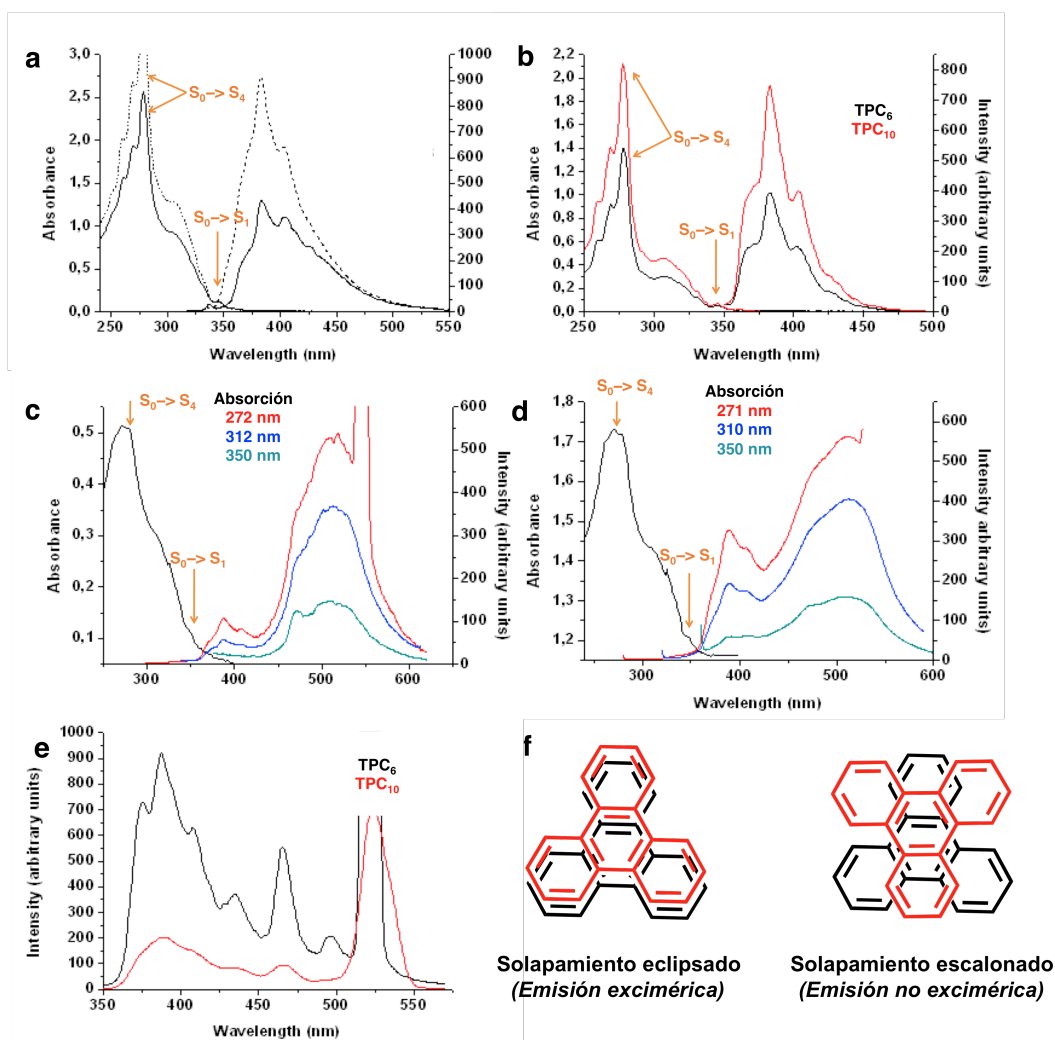 a
3,0
2,5
2,0
1,5
1,0
0,5
0,0
Absorbance
1000
900
800
700
600
500
400
300
200
100
0
S0–> S4
S0–> S1
250 300 350 400 450 500 550
Wavelength (nm)
b
2,2
2,0
1,8
1,6
1,4
1,2
1,0
0,8
0,6
0,4
0,2
0,0
Absorbance
800
700
600
500
400
300
200
100
0
Intensity (arbitrary units)
TPC6
TPC10
S0–> S4
S0–> S1
250 300 350 400 450 500
Wavelength (nm)
c
0,5
0,4
0,3
0,2
0,1
Absorbance
S0–> S4
S0–> S1
Absorción
272 nm
312 nm
350 nm
600
500
400
300
200
100
0
Intensity (arbitrary units)
300 400 500 600
Wavelength (nm)
d
1,8
1,7
1,6
1,5
1,4
1,3
1,2
Absorbance
S0–> S4
S0–> S1
Absorción
271 nm
310 nm
350 nm
600
500
400
300
200
100
0
Intensity arbitrary units)
300 400 500 600
Wavelength (nm)
e
1000
900
800
700
600
500
400
300
200
100
0
Intensity (arbitrary units)
TPC6
TPC10
350 400 450 500 550
Wavelength (nm)
f
Solapamiento eclipsado
(Emisión excimérica)
Solapamiento escalonado
(Emisión no excimérica)